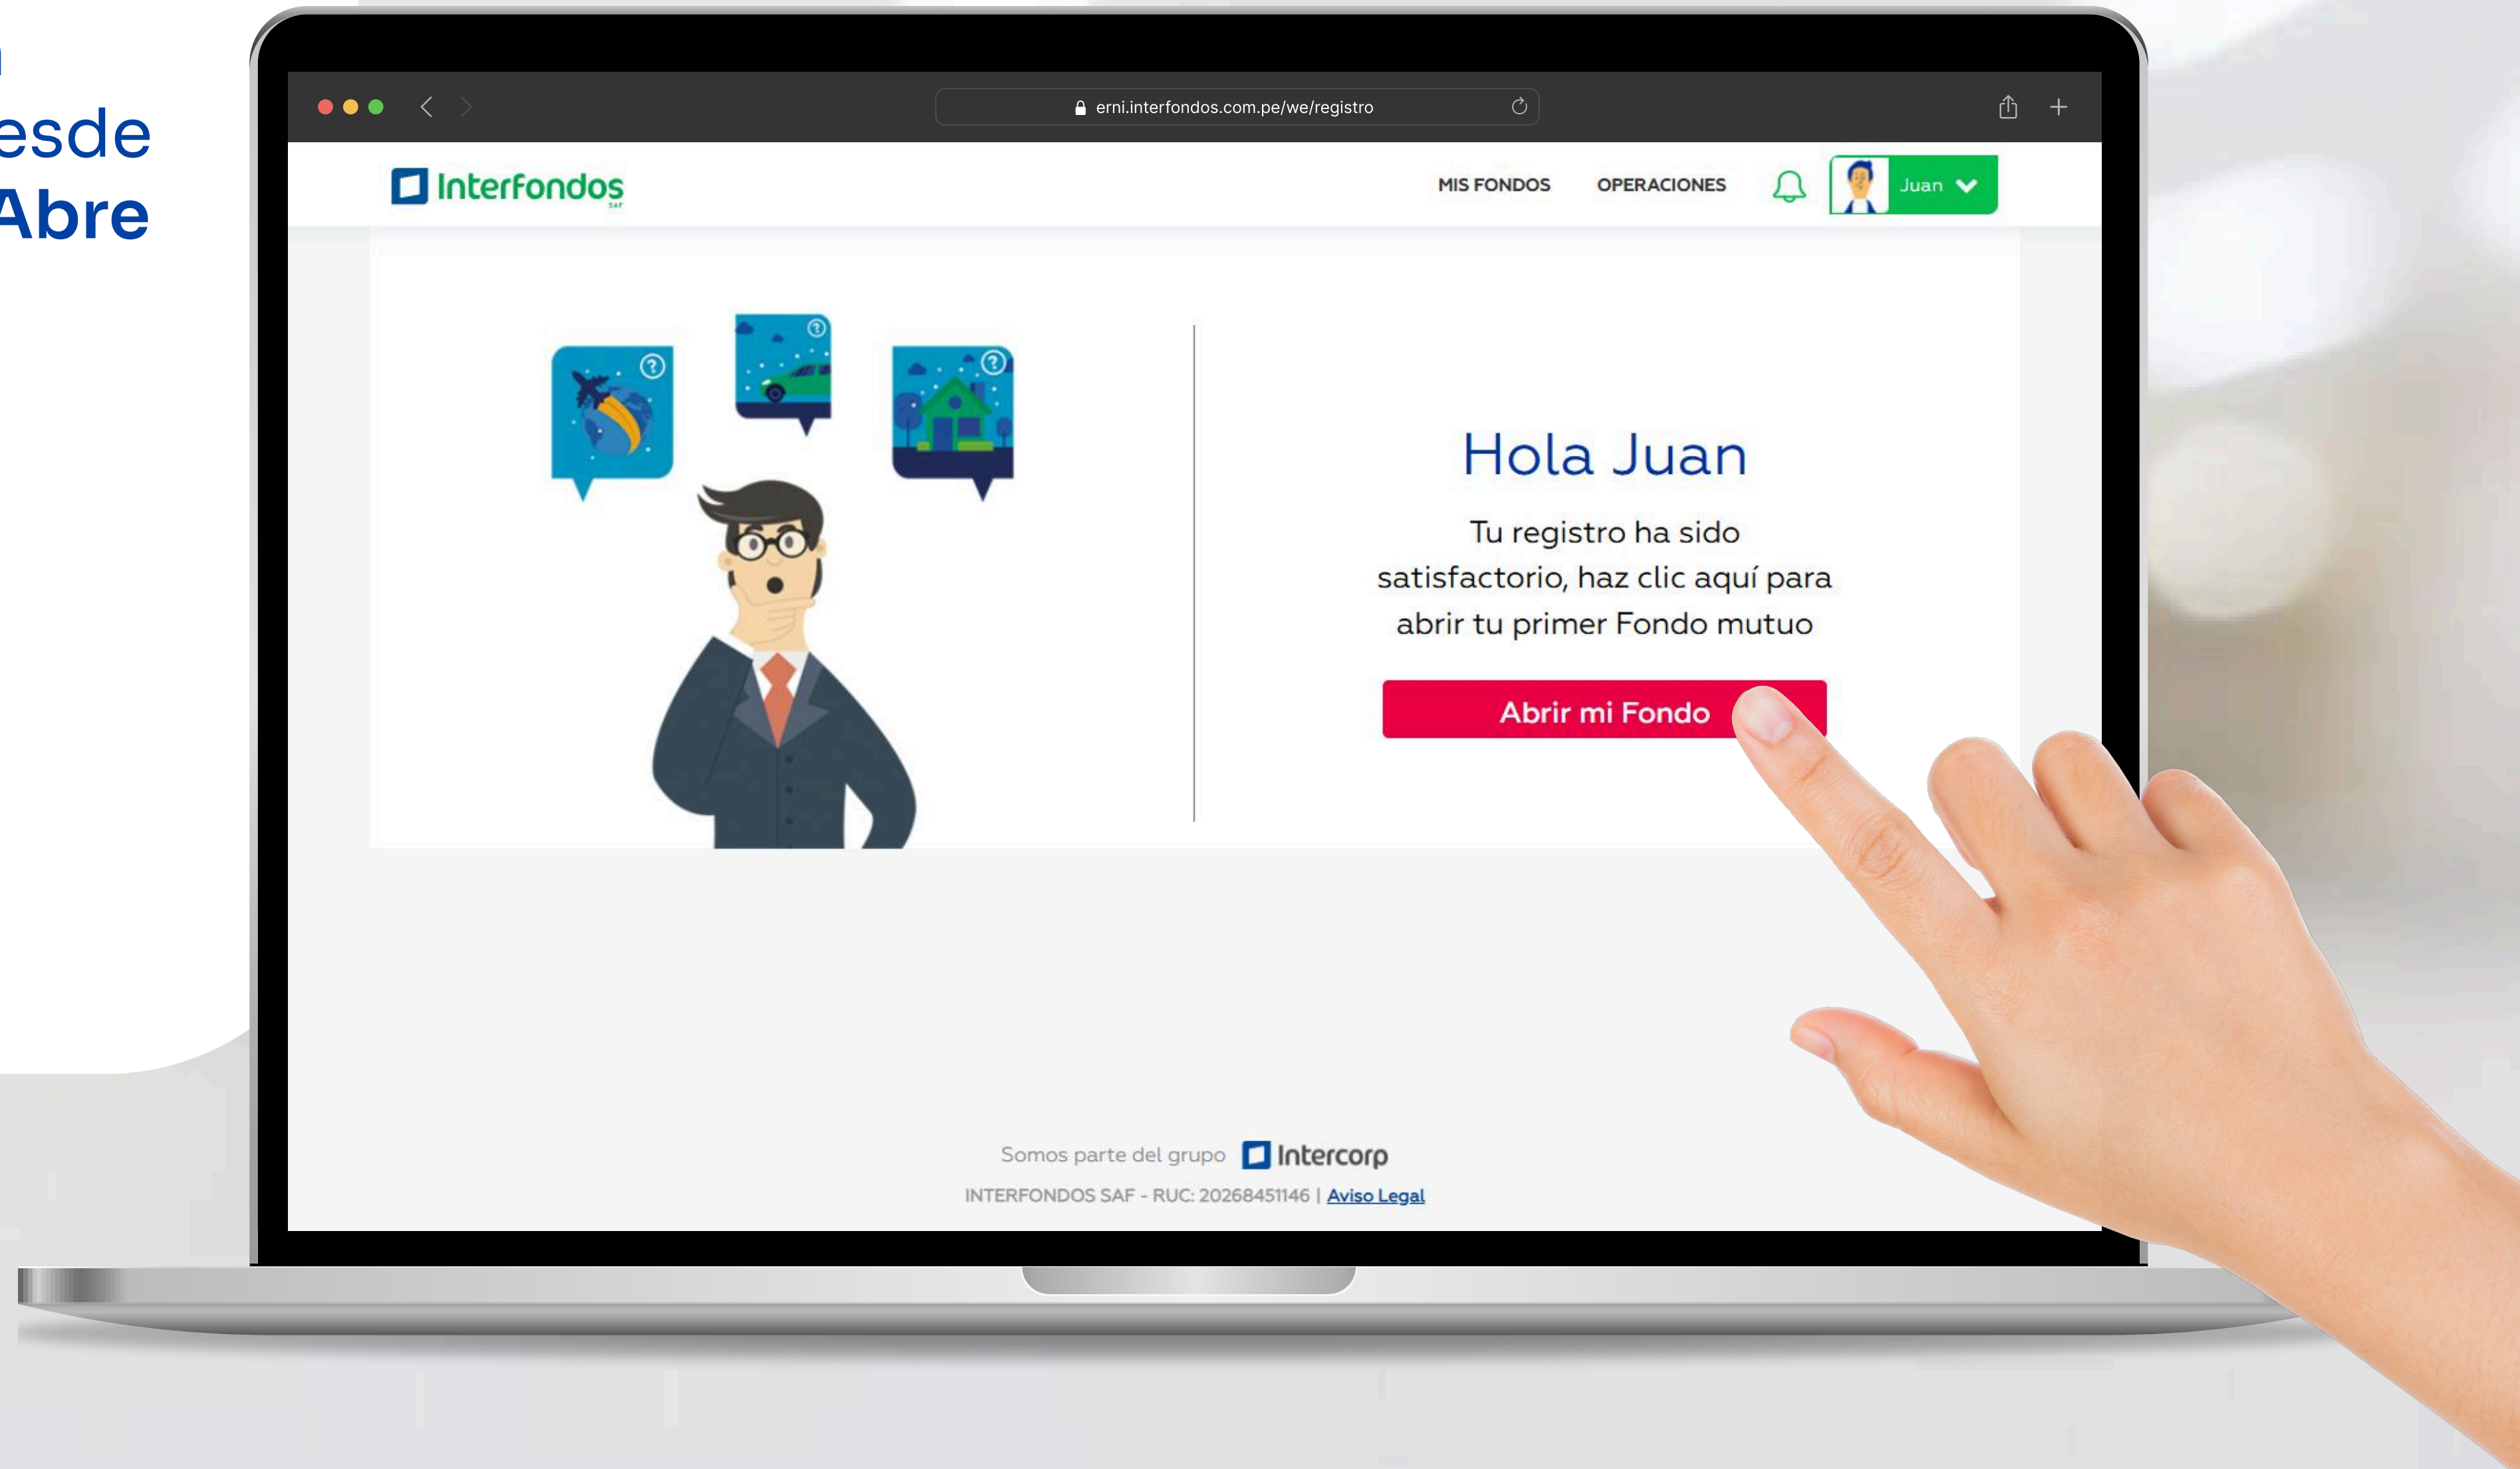 esde
Abre
erni.interfondos.com.pe/we/registro
Interfondos
SAF
MIS FONDOS
OPERACIONES
Juan
?
?
?
Hola Juan
Tu registro ha sido
satisfactorio, haz clic aquí para
abrir tu primer Fondo mutuo
Abrir mi Fondo
Somos parte del grupo Intercorp
INTERFONDOS SAF - RUC: 20268451146 | Aviso Legal